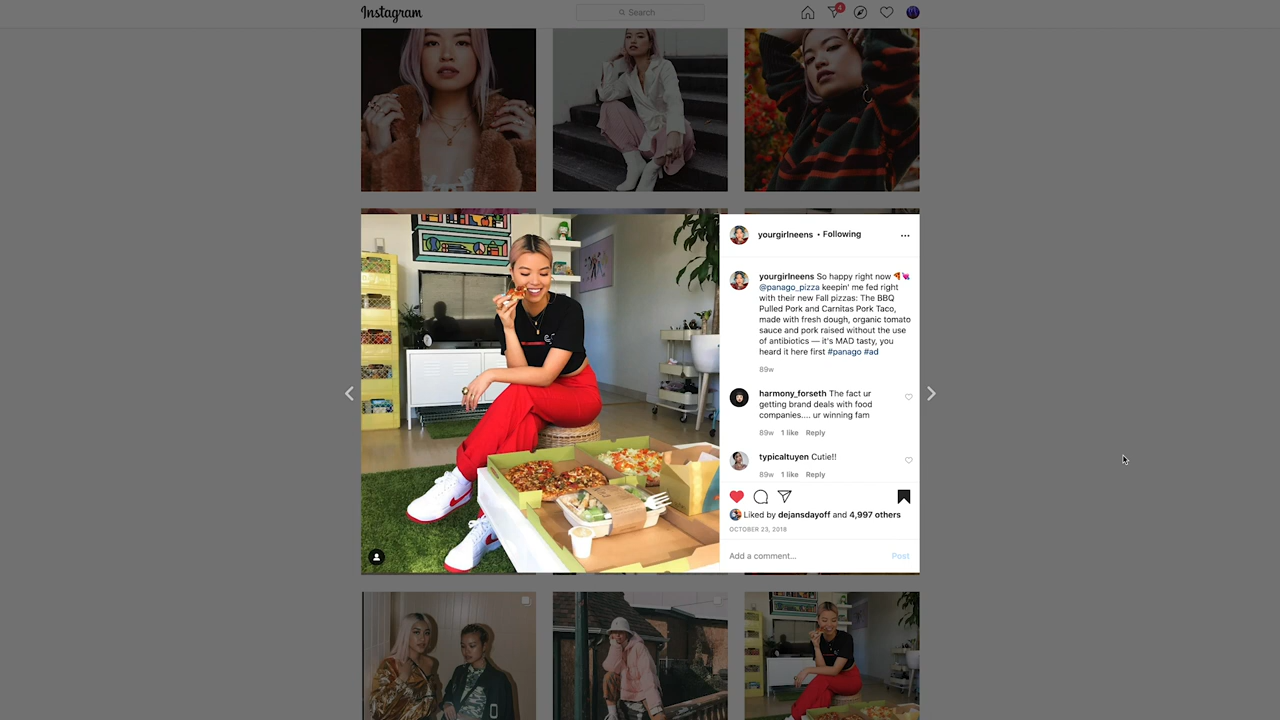 Instagram
Search
4
yourgirlneens • Following
yourgirlneens So happy right now 🍕💘
@panago_pizza keepin' me fed right
with their new Fall pizzas: The BBQ
Pulled Pork and Carnitas Pork Taco,
made with fresh dough, organic tomato
sauce and pork raised without the use
of antibiotics — it's MAD tasty, you
heard it here first #panago #ad
89w
harmony_forseth The fact ur
getting brand deals with food
companies.... ur winning fam
89w 1 like Reply
typicaltuyen Cutie!!
89w 1 like Reply
Liked by dejansdayoff and 4,997 others
OCTOBER 23, 2018
Add a comment...
Post